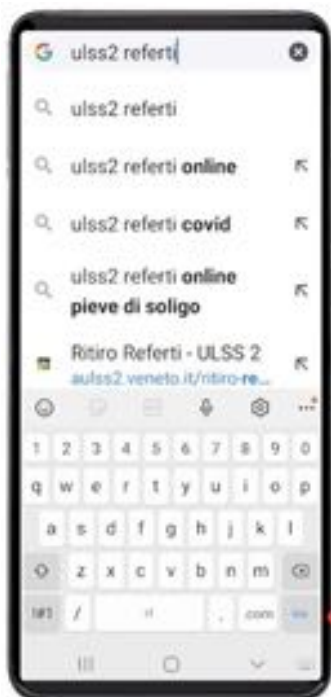 ulss2 referti
ulss2 referti
ulss2 referti online
ulss2 referti covid
ulss2 referti online
pieve di soligo
Ritiro Referti - ULSS 2
aulss2.veneto.it/ritiro-re...
1 2 3 4 5 6 7 8 9 0
q w e r t y u i o p
a s d f g h j k l
z x c v b n m
!#1 / . .com